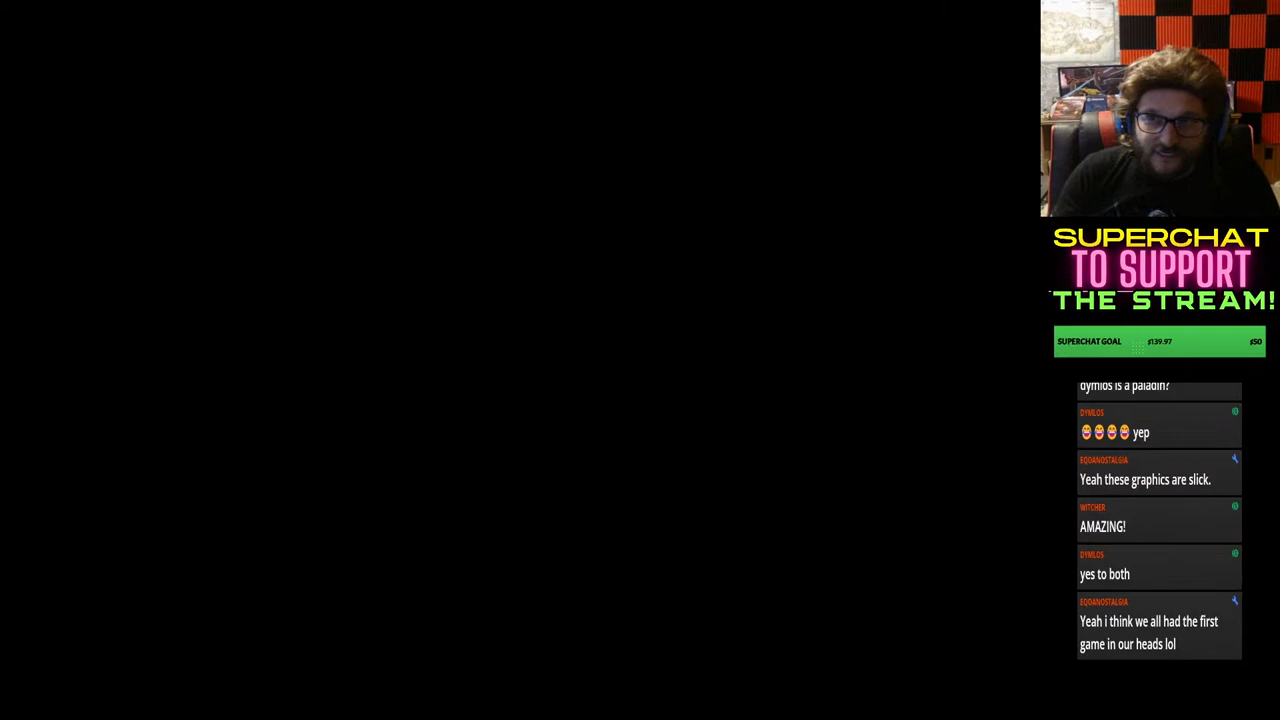 SUPERCHAT
TO SUPPORT
THE STREAM!
SUPERCHAT GOAL $139.97 $50
dymlos is a paladin?
DYMLOS
yep
EQOANOSTALGIA
Yeah these graphics are slick.
WITCHER
AMAZING!
DYMLOS
yes to both
EQOANOSTALGIA
Yeah i think we all had the first
game in our heads lol